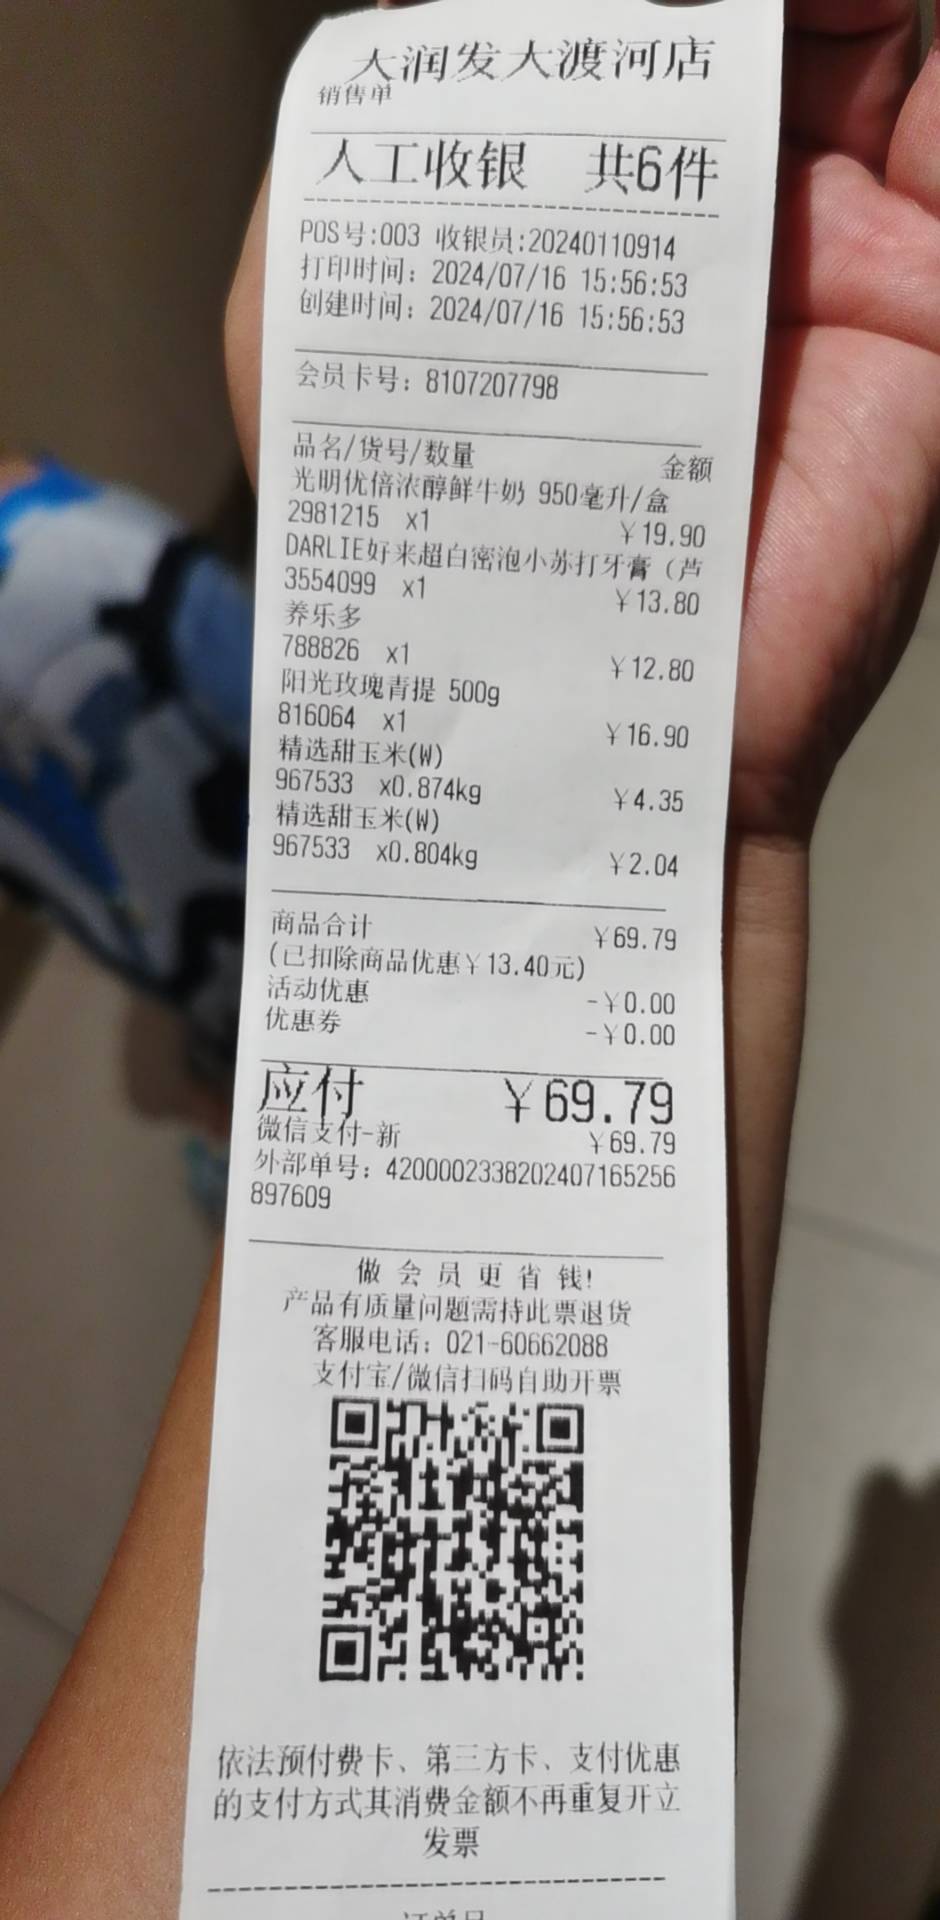 大润发大渡河店
销售单
人工收银 共6件
POS号:003 收银员:20240110914
打印时间: 2024/07/16 15:56:53
创建时间: 2024/07/16 15:56:53
会员卡号: 8107207798
品名/货号/数量 金额
光明优倍浓醇鲜牛奶 950毫升/盒
2981215 x1 ¥19.90
DARLIE好来超白密泡小苏打牙膏（芦
3554099 x1 ¥13.80
养乐多
788826 x1 ¥12.80
阳光玫瑰青提 500g
816064 x1 ¥16.90
精选甜玉米(W)
967533 x0.874kg ¥4.35
精选甜玉米(W)
967533 x0.804kg ¥2.04
商品合计 ¥69.79
(已扣除商品优惠¥13.40元)
活动优惠 -¥0.00
优惠券 -¥0.00
应付 ¥69.79
微信支付-新 ¥69.79
外部单号: 4200002338202407165256
897609
做会员更省钱!
产品有质量问题需持此票退货
客服电话: 021-60662088
支付宝/微信扫码自助开票
依法预付费卡、第三方卡、支付优惠
的支付方式其消费金额不再重复开立
发票